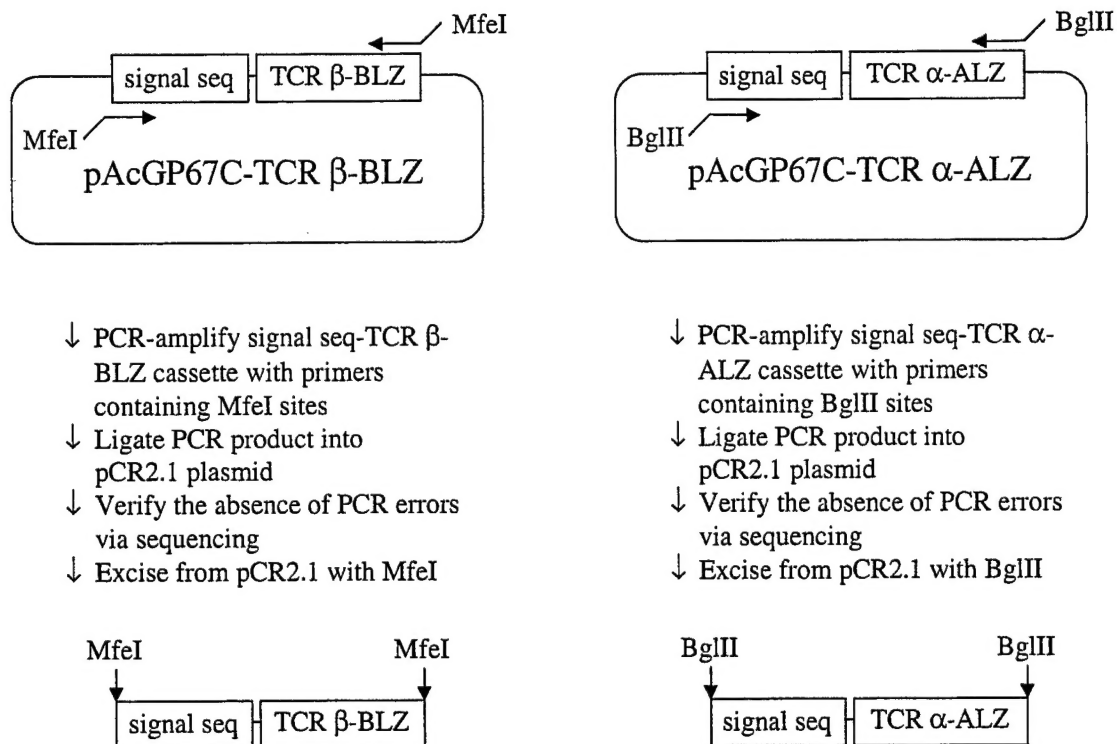 MfeI
signal seq
TCR β-BLZ
MfeI
pAcGP67C-TCR β-BLZ
↓ PCR-amplify signal seq-TCR β-
BLZ cassette with primers
containing MfeI sites
↓ Ligate PCR product into
pCR2.1 plasmid
↓ Verify the absence of PCR errors
via sequencing
↓ Excise from pCR2.1 with MfeI
MfeI
MfeI
signal seq
TCR β-BLZ
BglII
signal seq
TCR α-ALZ
BglII
pAcGP67C-TCR α-ALZ
↓ PCR-amplify signal seq-TCR α-
ALZ cassette with primers
containing BglII sites
↓ Ligate PCR product into
pCR2.1 plasmid
↓ Verify the absence of PCR errors
via sequencing
↓ Excise from pCR2.1 with BglII
BglII
BglII
signal seq
TCR α-ALZ